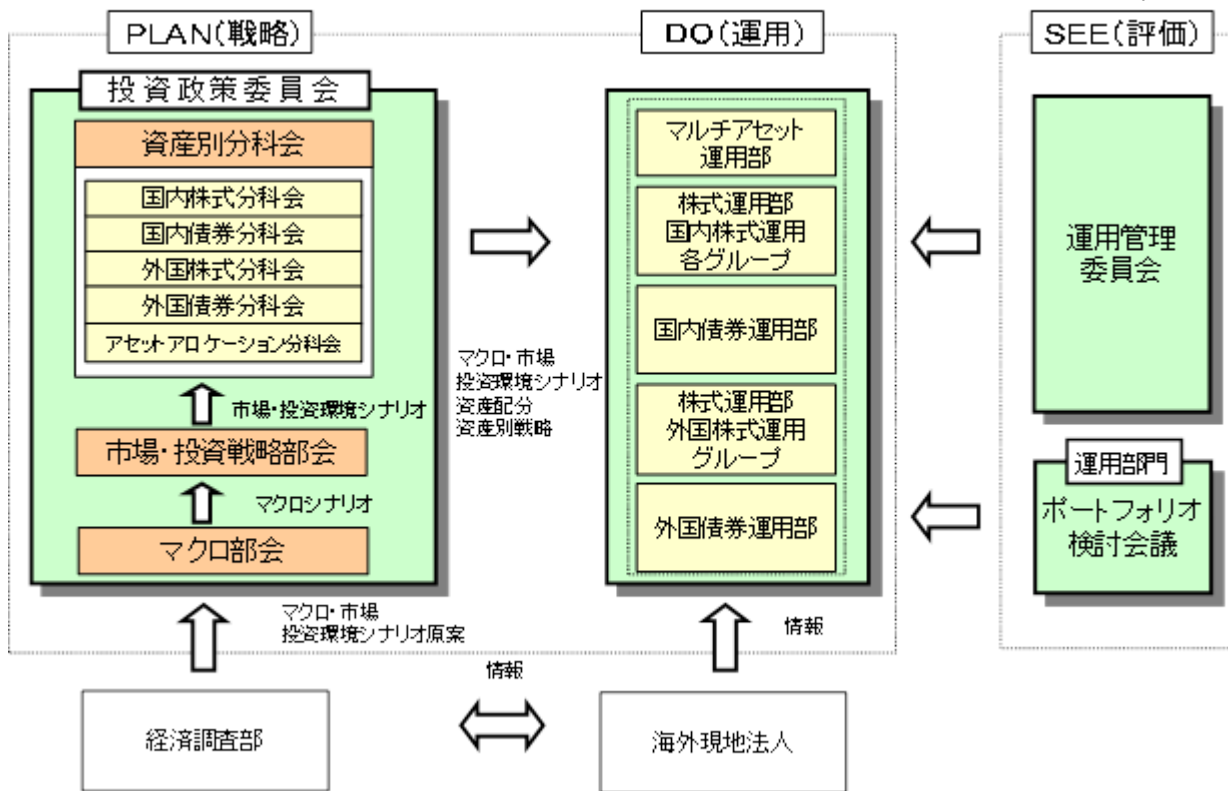 PLAN(戦略)
投資政策委員会
資産別分科会
国内株式分科会
国内債券分科会
外国株式分科会
外国債券分科会
アセットアロケーション分科会
市場・投資環境シナリオ
市場・投資戦略部会
マクロシナリオ
マクロ部会
マクロ・市場
投資環境シナリオ原案
経済調査部
マクロ・市場
投資環境シナリオ
資産配分
資産別戦略
情報
DO(運用)
マルチアセット
運用部
株式運用部
国内株式運用
各グループ
国内債券運用部
株式運用部
外国株式運用
グループ
外国債券運用部
情報
海外現地法人
SEE(評価)
運用管理
委員会
運用部門
ポートフォリオ
検討会議